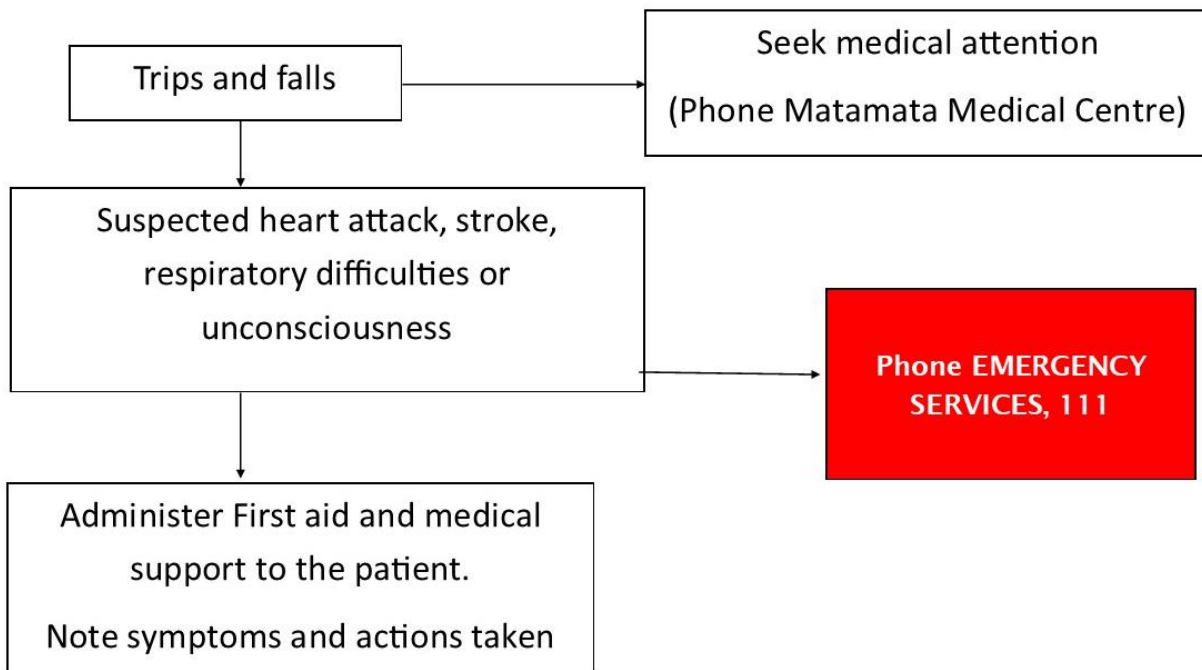 Trips and falls
Seek medical attention
(Phone Matamata Medical Centre)
Suspected heart attack, stroke,
respiratory difficulties or
unconsciousness
Phone EMERGENCY
SERVICES, 111
Administer First aid and medical
support to the patient.
Note symptoms and actions taken